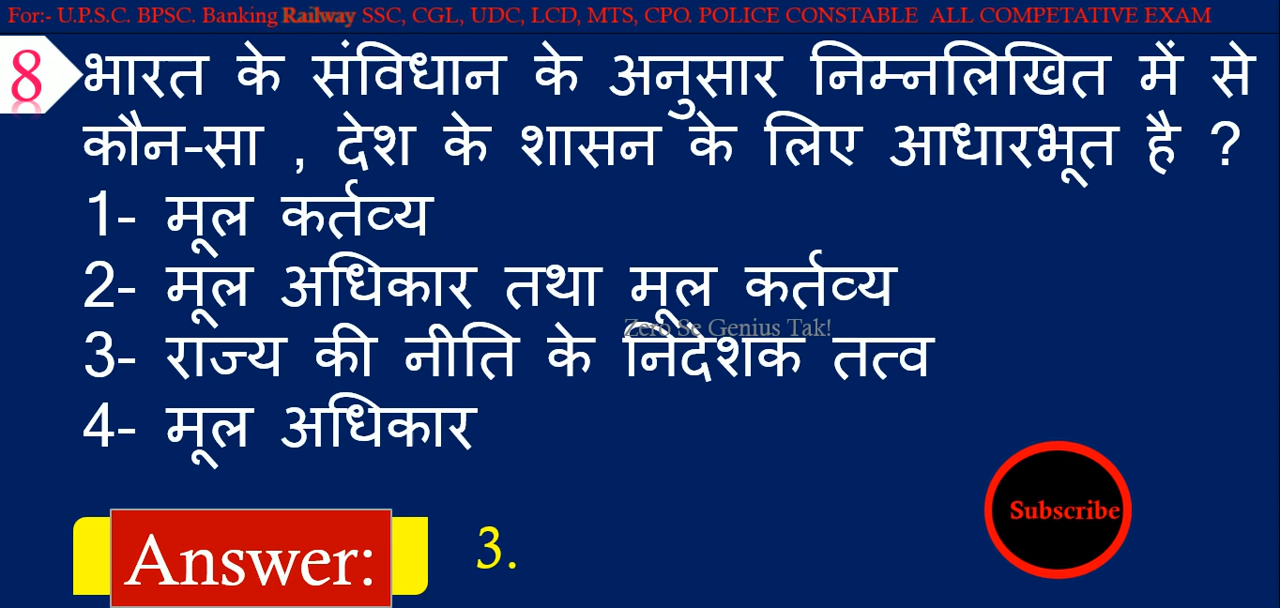 For:- U.P.S.C. BPSC. Banking Railway SSC, CGL, UDC, LCD, MTS, CPO. POLICE CONSTABLE ALL COMPETATIVE EXAM
8 भारत के संविधान के अनुसार निम्नलिखित में से
कौन-सा , देश के शासन के लिए आधारभूत है ?
1- मूल कर्तव्य
2- मूल अधिकार तथा मूल कर्तव्य
Zero Se Genius Tak!
3- राज्य की नीति के निदेशक तत्व
4- मूल अधिकार
Subscribe
Answer: 3.